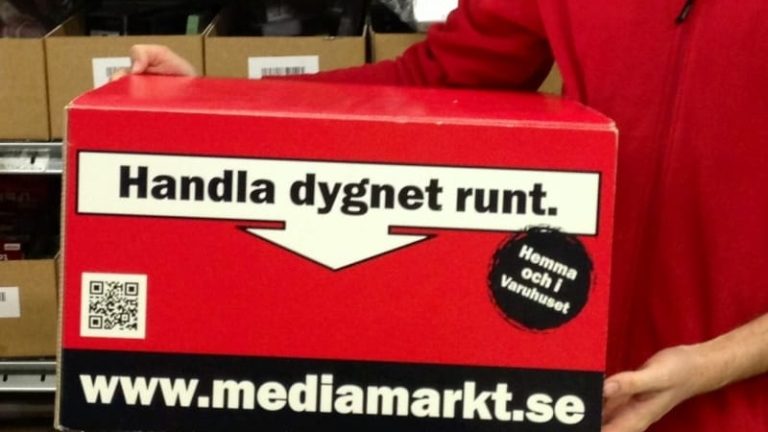 Handla dygnet runt.
Hemma
och i
Varuhuset
www.mediamarkt.se